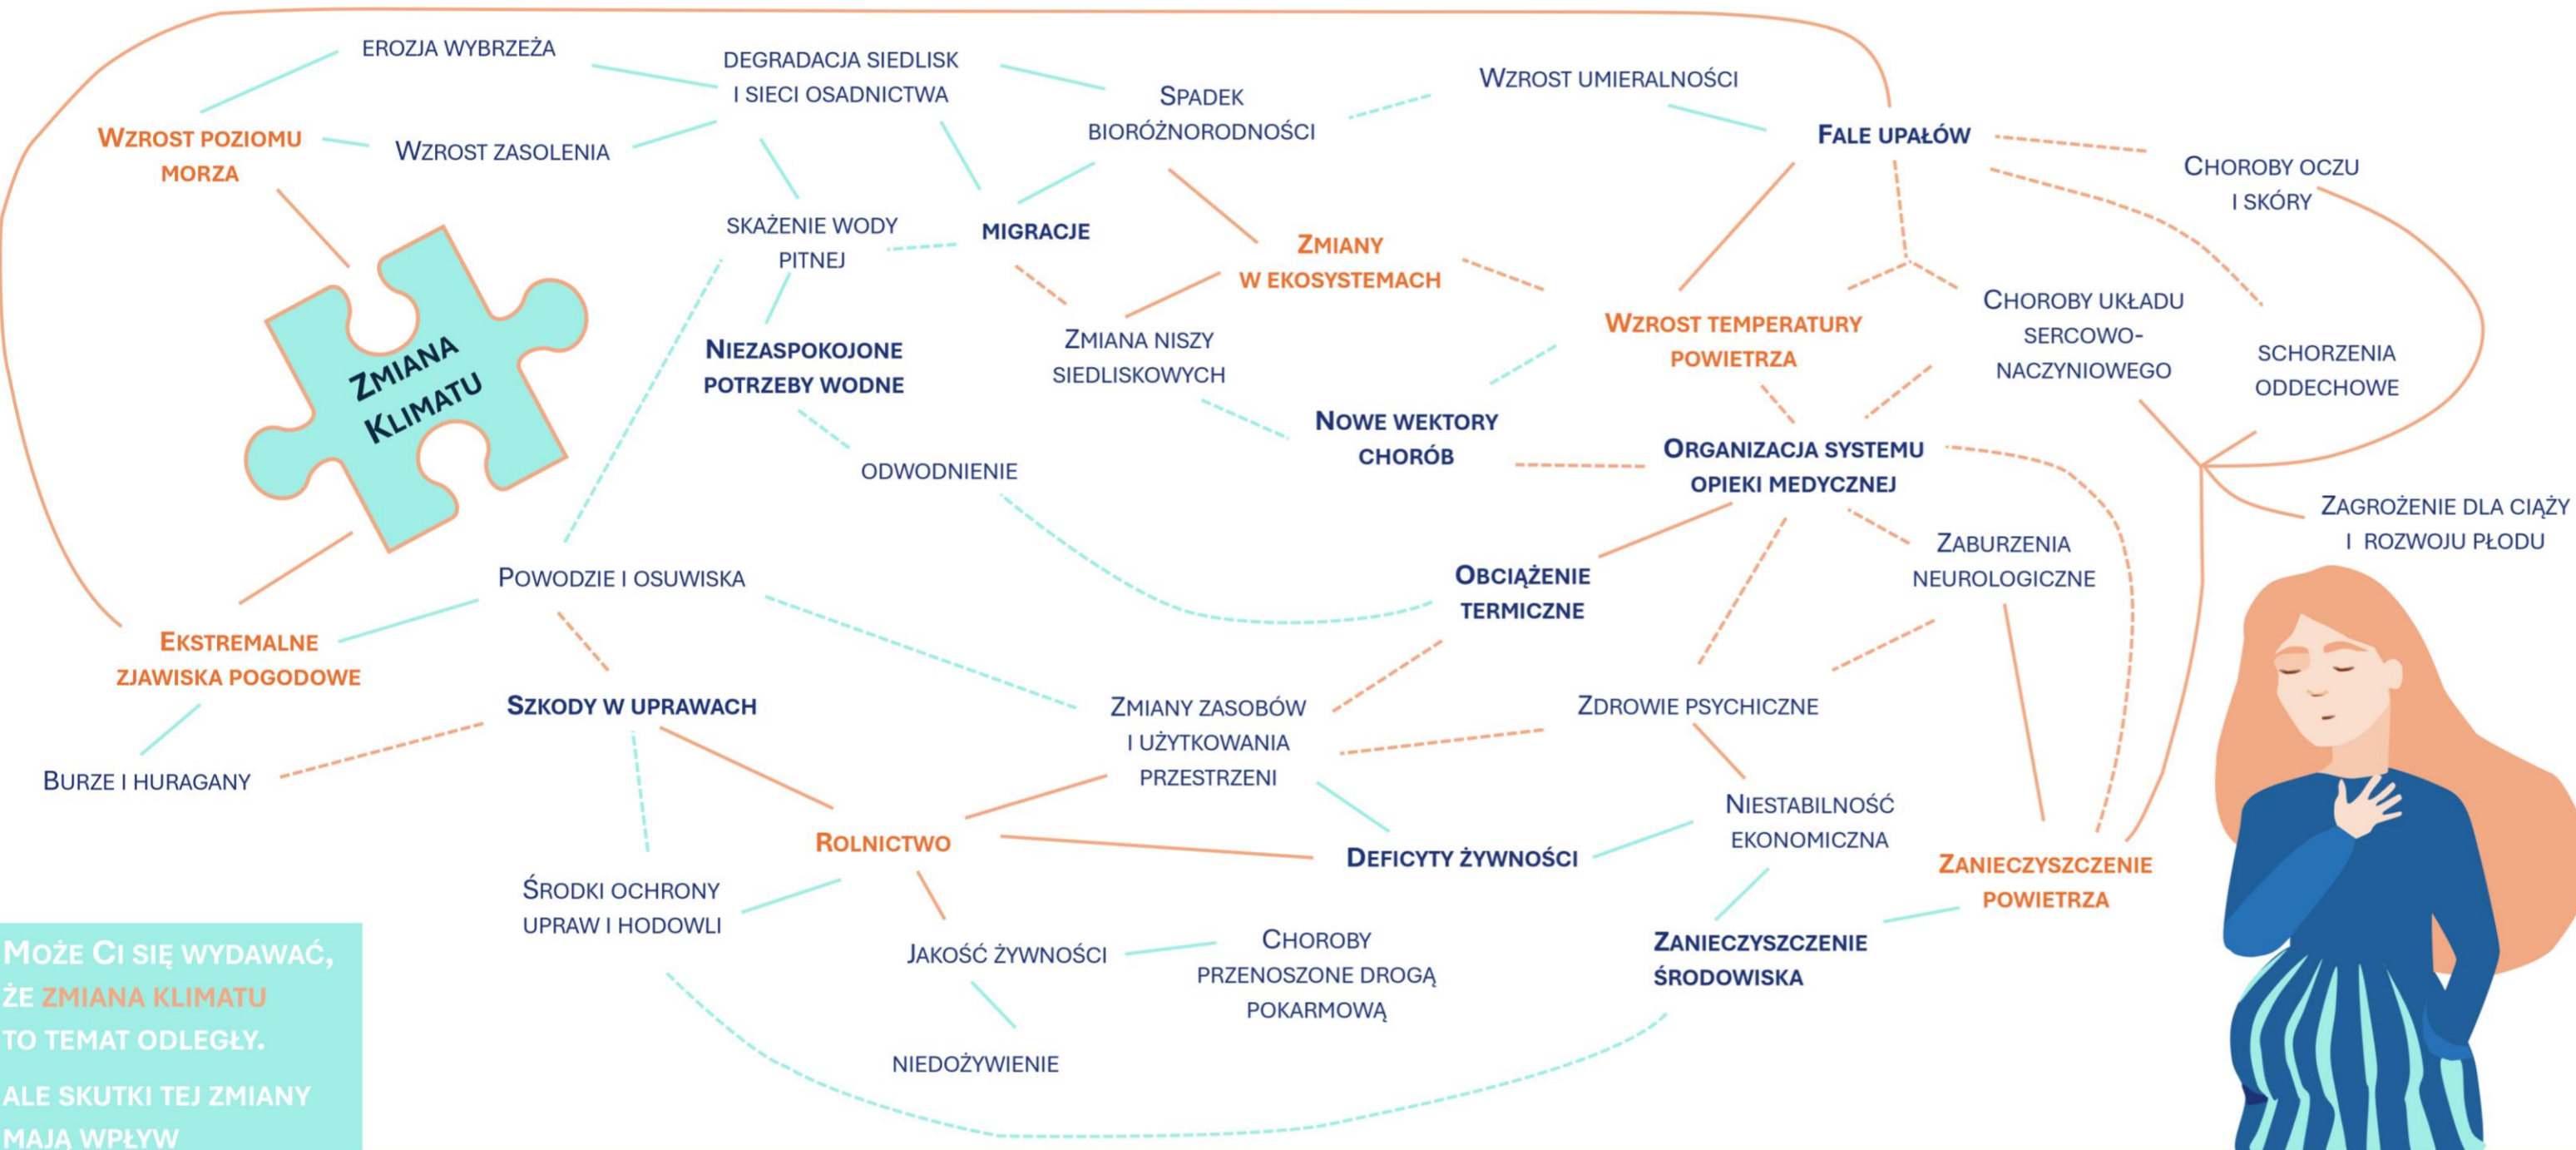 EROZJA WYBRZEŻA
DEGRADACJA SIEDLISK
I SIECI OSADNICTWA
SPADEK
BIORÓŻNORODNOŚCI
WZROST UMIERALNOŚCI
FALE UPAŁÓW
CHOROBY OCZU
I SKÓRY
WZROST POZIOMU
MORZA
WZROST ZASOLENIA
SKAŻENIE WODY
PITNEJ
MIGRACJE
ZMIANY
W EKOSYSTEMACH
WZROST TEMPERATURY
POWIETRZA
CHOROBY UKŁADU
SERCOWO-
NACZYNIOWEGO
SCHORZENIA
ODDECHOWE
ZMIANA
KLIMATU
NIEZASPOKOJONE
POTRZEBY WODNE
ZMIANA NISZY
SIEDLISKOWYCH
NOWE WEKTORY
CHORÓB
ORGANIZACJA SYSTEMU
OPIEKI MEDYCZNEJ
ODWODNIENIE
ZAGROŻENIE DLA CIĄŻY
I ROZWOJU PŁODU
POWODZIE I OSUWISKA
OBCIĄŻENIE
TERMICZNE
ZABURZENIA
NEUROLOGICZNE
EKSTREMALNE
ZJAWISKA POGODOWE
SZKODY W UPRAWACH
ZMIANY ZASOBÓW
I UŻYTKOWANIA
PRZESTRZENI
ZDROWIE PSYCHICZNE
BURZE I HURAGANY
NIESTABILNOŚĆ
EKONOMICZNA
ROLNICTWO
DEFICYTY ŻYWNOŚCI
ZANIECZYSZCZENIE
POWIETRZA
ŚRODKI OCHRONY
UPRAW I HODOWLI
JAKOŚĆ ŻYWNOŚCI
CHOROBY
PRZENOSZONE DROGĄ
POKARMOWĄ
ZANIECZYSZCZENIE
ŚRODOWISKA
NIEDOŻYWIENIE
MOŻE CI SIĘ WYDAWAĆ,
ŻE ZMIANA KLIMATU
TO TEMAT ODLEGŁY.
ALE SKUTKI TEJ ZMIANY
MAJĄ WPŁYW